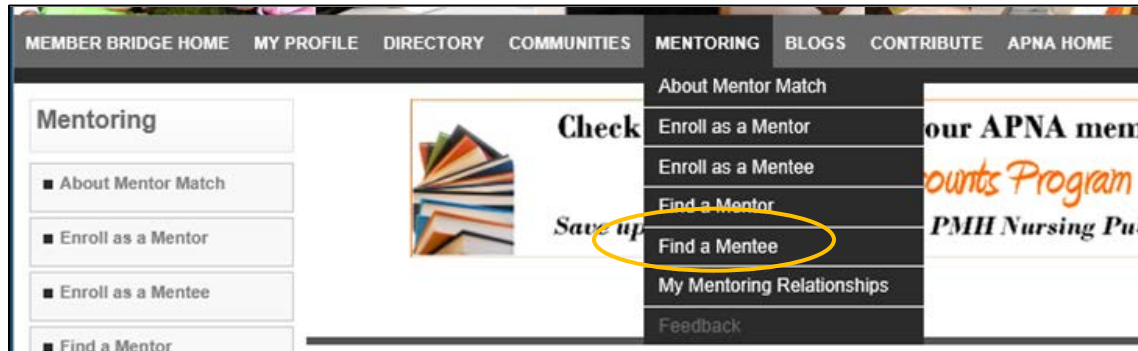 MEMBER BRIDGE HOME MY PROFILE DIRECTORY COMMUNITIES MENTORING BLOGS CONTRIBUTE APNA HOME
About Mentor Match
Enroll as a Mentor
Enroll as a Mentee
Find a Mentor
Find a Mentee
My Mentoring Relationships
Feedback
Mentoring
About Mentor Match
Enroll as a Mentor
Enroll as a Mentee
Find a Mentor
Check our APNA mem
ounts Program
Save up PMH Nursing Pu